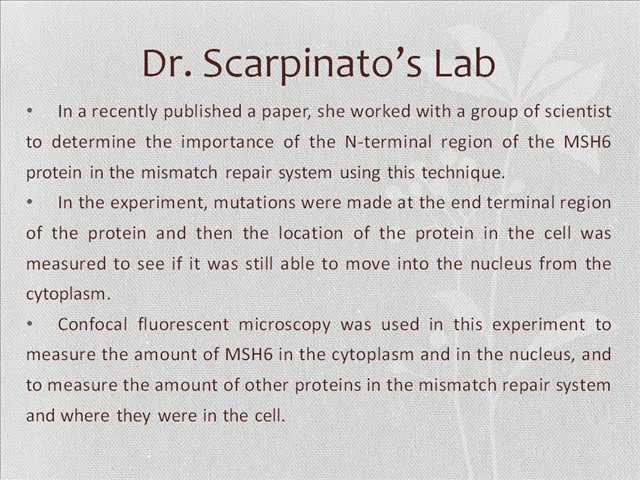 Dr. Scarpinato’s Lab
• In a recently published a paper, she worked with a group of scientist
to determine the importance of the N-terminal region of the MSH6
protein in the mismatch repair system using this technique.
• In the experiment, mutations were made at the end terminal region
of the protein and then the location of the protein in the cell was
measured to see if it was still able to move into the nucleus from the
cytoplasm.
• Confocal fluorescent microscopy was used in this experiment to
measure the amount of MSH6 in the cytoplasm and in the nucleus, and
to measure the amount of other proteins in the mismatch repair system
and where they were in the cell.